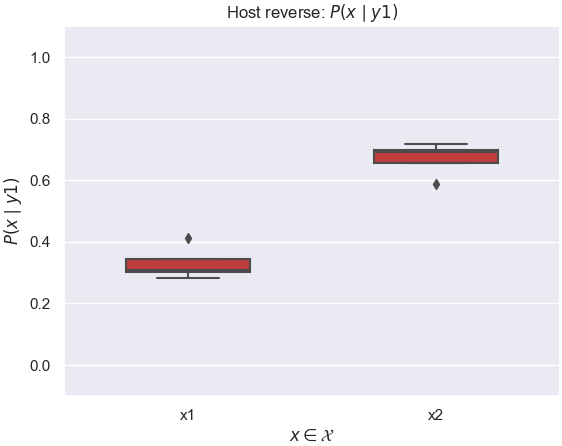 Host reverse: P(x | y1)
P(x | y1)
1.0
0.8
0.6
0.4
0.2
0.0
x1 x2
x ∈ 𝒳